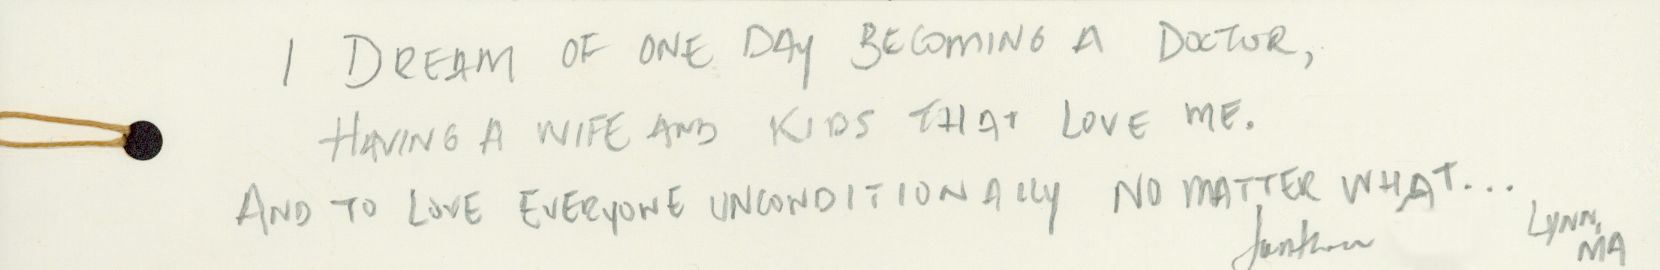 I DREAM OF ONE DAY BECOMING A DOCTOR,
HAVING A WIFE AND KIDS THAT LOVE ME.
AND TO LOVE EVERYONE UNCONDITIONALLY NO MATTER WHAT...
LYNN,
MA